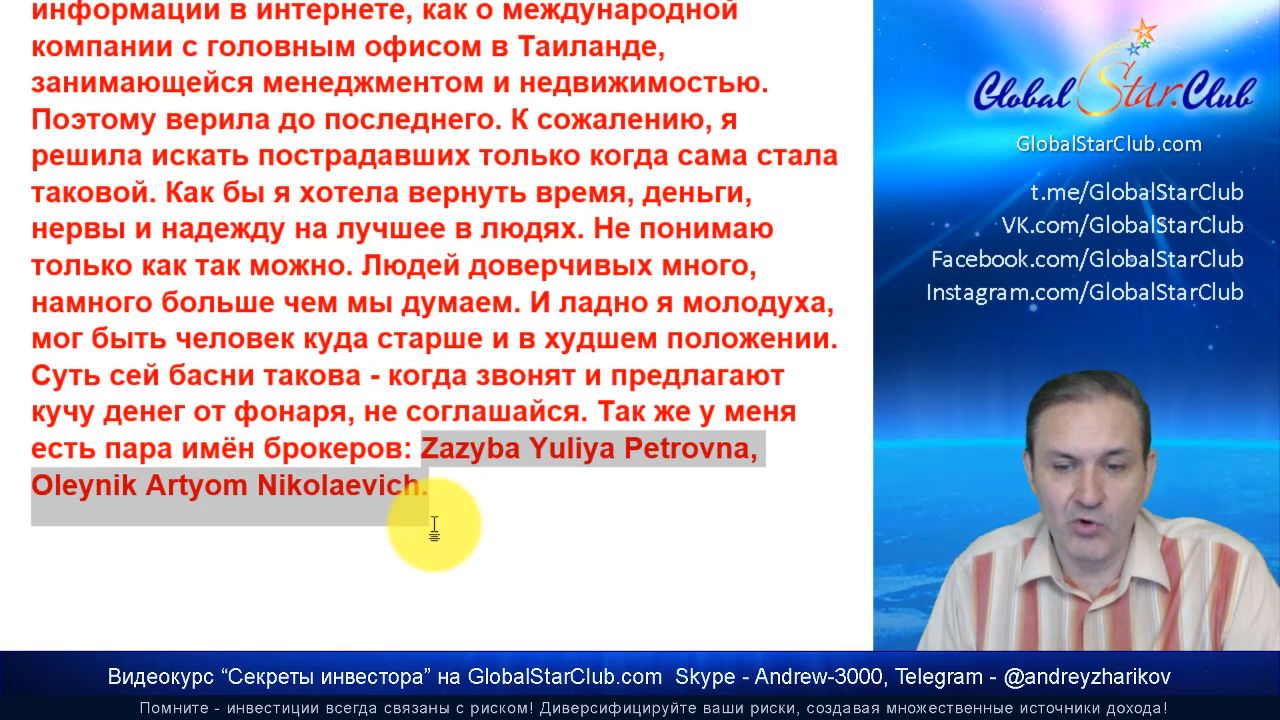 информации в интернете, как о международной
компании с головным офисом в Таиланде,
занимающейся менеджментом и недвижимостью.
Поэтому верила до последнего. К сожалению, я
решила искать пострадавших только когда сама стала
таковой. Как бы я хотела вернуть время, деньги,
нервы и надежду на лучшее в людях. Не понимаю
только как так можно. Людей доверчивых много,
намного больше чем мы думаем. И ладно я молодуха,
мог быть человек куда старше и в худшем положении.
Суть сей басни такова - когда звонят и предлагают
кучу денег от фонаря, не соглашайся. Так же у меня
есть пара имён брокеров: Zazyba Yuliya Petrovna,
Oleynik Artyom Nikolaevich.
Global Star.Club
GlobalStarClub.com
t.me/GlobalStarClub
VK.com/GlobalStarClub
Facebook.com/GlobalStarClub
Instagram.com/GlobalStarClub
Видеокурс “Секреты инвестора” на GlobalStarClub.com Skype - Andrew-3000, Telegram - @andreyzharikov
Помните - инвестиции всегда связаны с риском! Диверсифицируйте ваши риски, создавая множественные источники дохода!